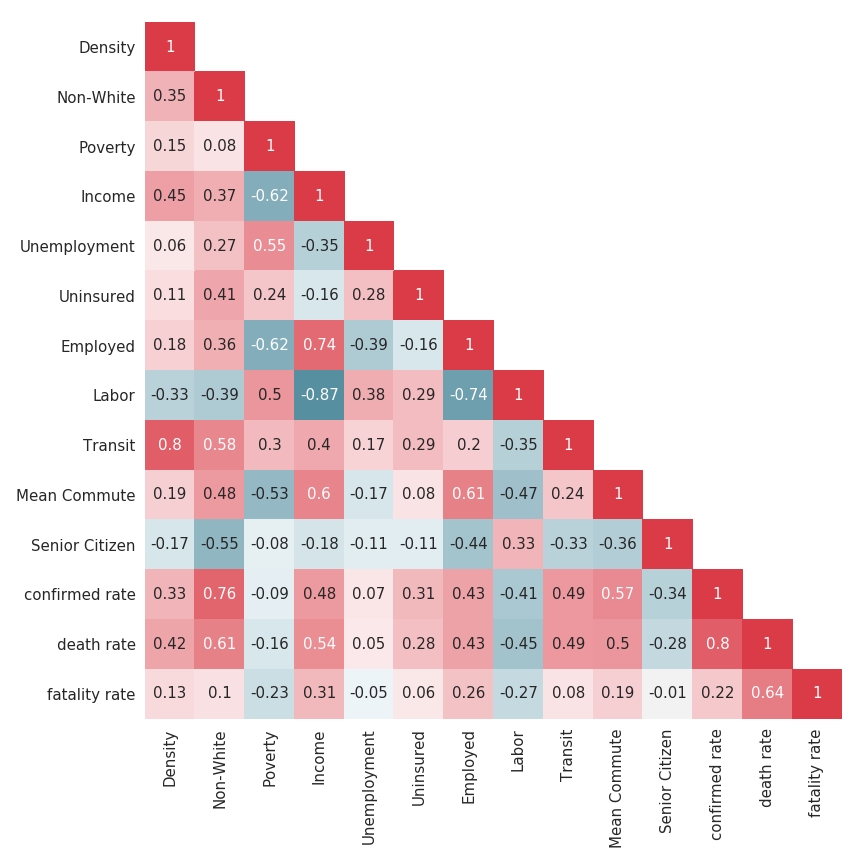 Density 1
Non-White 0.35 1
Poverty 0.15 0.08 1
Income 0.45 0.37 -0.62 1
Unemployment 0.06 0.27 0.55 -0.35 1
Uninsured 0.11 0.41 0.24 -0.16 0.28 1
Employed 0.18 0.36 -0.62 0.74 -0.39 -0.16 1
Labor -0.33 -0.39 0.5 -0.87 0.38 0.29 -0.74 1
Transit 0.8 0.58 0.3 0.4 0.17 0.29 0.2 -0.35 1
Mean Commute 0.19 0.48 -0.53 0.6 -0.17 0.08 0.61 -0.47 0.24 1
Senior Citizen -0.17 -0.55 -0.08 -0.18 -0.11 -0.11 -0.44 0.33 -0.33 -0.36 1
confirmed rate 0.33 0.76 -0.09 0.48 0.07 0.31 0.43 -0.41 0.49 0.57 -0.34 1
death rate 0.42 0.61 -0.16 0.54 0.05 0.28 0.43 -0.45 0.49 0.5 -0.28 0.8 1
fatality rate 0.13 0.1 -0.23 0.31 -0.05 0.06 0.26 -0.27 0.08 0.19 -0.01 0.22 0.64 1
Density
Non-White
Poverty
Income
Unemployment
Uninsured
Employed
Labor
Transit
Mean Commute
Senior Citizen
confirmed rate
death rate
fatality rate